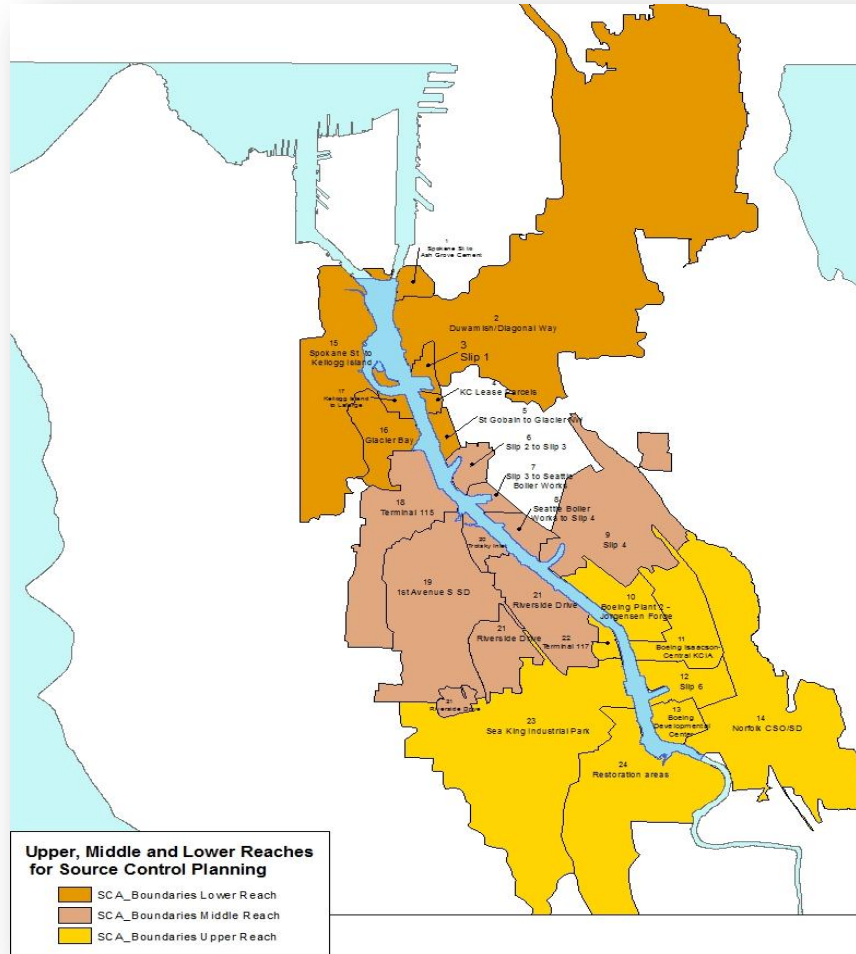 1
Spokane St to
Ash Grove Cement
2
Duwamish/Diagonal Way
15
Spokane St to
Kellogg Island
3
Slip 1
4
KC Lease Parcels
17
Kellogg Island
to Lafarge
5
St Gobain to Glacier NW
16
Glacier Bay
6
Slip 2 to Slip 3
7
Slip 3 to Seattle
Boiler Works
8
Seattle Boiler
Works to Slip 4
18
Terminal 115
9
Slip 4
20
Trotsky Inlet
19
1st Avenue S SD
21
Riverside Drive
10
Boeing Plant 2 -
Jorgensen Forge
21
Riverside Drive
22
Terminal 117
11
Boeing Isaacson-
Central KCIA
12
Slip 6
21
Riverside Drive
13
Boeing
Developmental
Center
14
Norfolk CSO/SD
23
Sea King Industrial Park
24
Restoration areas
Upper, Middle and Lower Reaches
for Source Control Planning
SCA_Boundaries Lower Reach
SCA_Boundaries Middle Reach
SCA_Boundaries Upper Reach